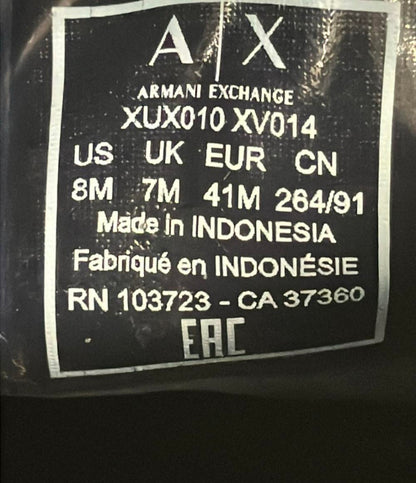 A|X
ARMANI EXCHANGE
XUX010 XV014
US UK EUR CN
8M 7M 41M 264/91
Made in INDONESIA
Fabriqué en INDONÉSIE
RN 103723 - CA 37360
EAC